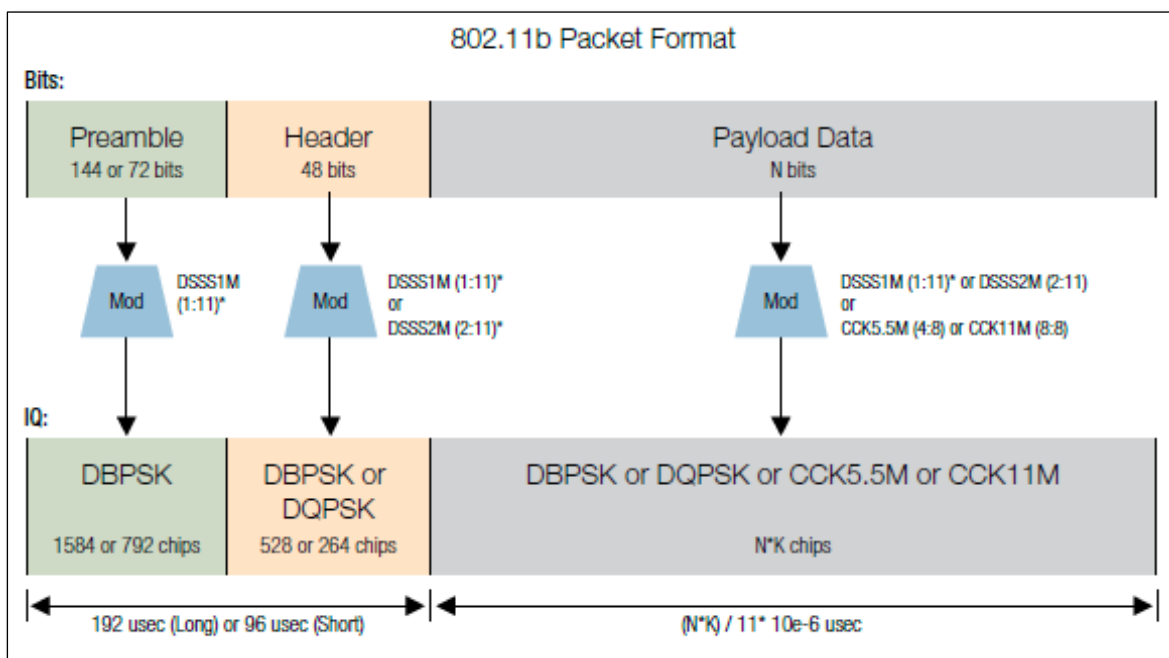 802.11b Packet Format
Bits:
Preamble
144 or 72 bits
Header
48 bits
Payload Data
N bits
Mod
DSSS1M
(1:11)*
Mod
DSSS1M (1:11)*
or
DSSS2M (2:11)*
Mod
DSSS1M (1:11)* or DSSS2M (2:11)
or
CCK5.5M (4:8) or CCK11M (8:8)
IQ:
DBPSK
1584 or 792 chips
DBPSK or
DQPSK
528 or 264 chips
DBPSK or DQPSK or CCK5.5M or CCK11M
N*K chips
192 usec (Long) or 96 usec (Short)
(N*K) / 11* 10e-6 usec